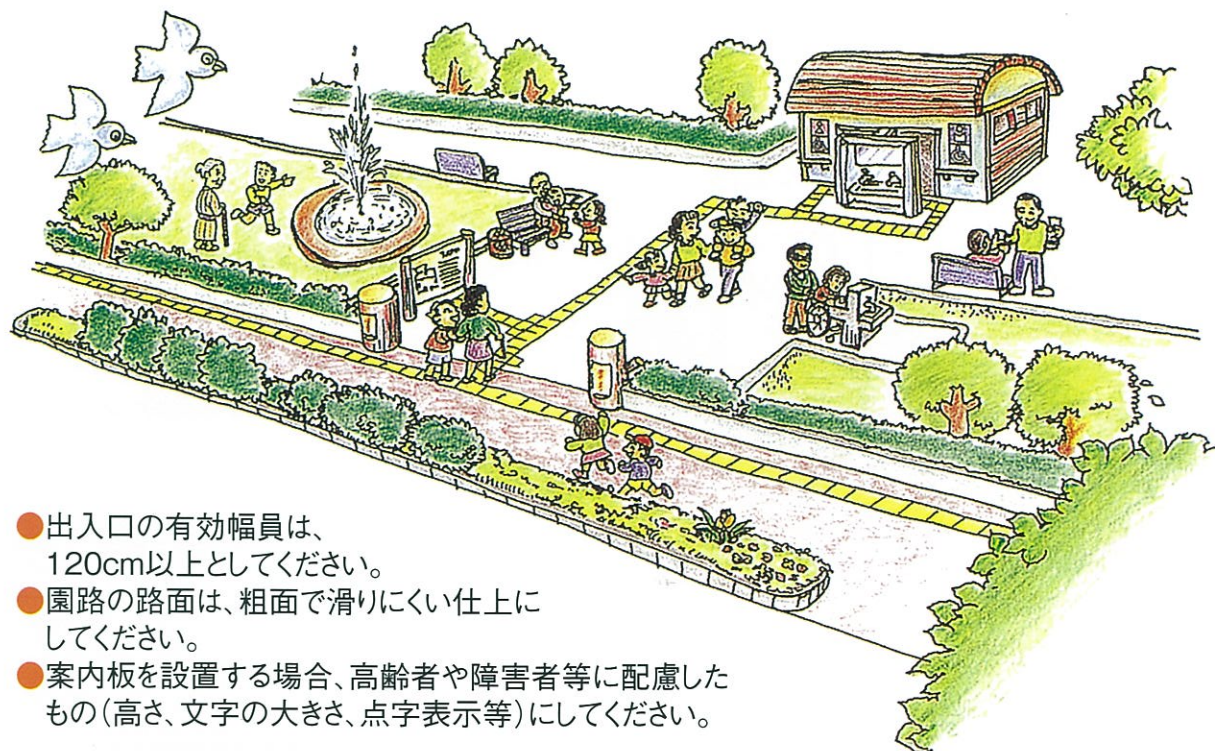 ●出入口の有効幅員は、
120cm以上としてください。
●園路の路面は、粗面で滑りにくい仕上に
してください。
●案内板を設置する場合、高齢者や障害者等に配慮した
もの(高さ、文字の大きさ、点字表示等)にしてください。